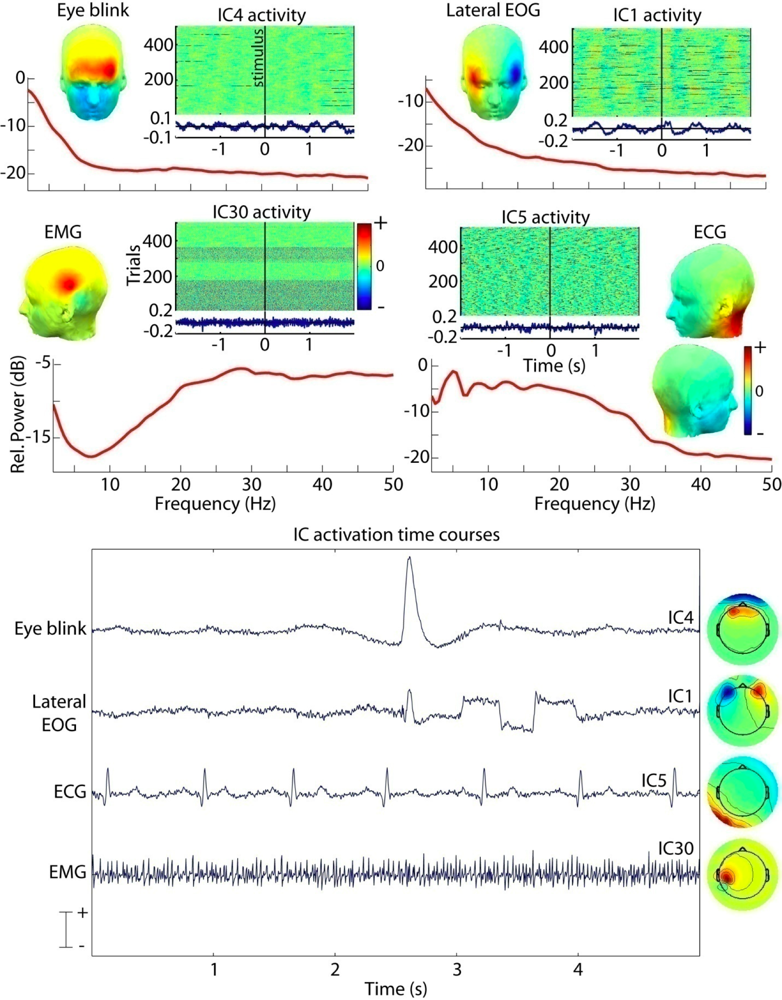 Eye blink
IC4 activity
stimulus
400
200
0.1
-0.1
-1 0 1
0
-10
-20
Lateral EOG
IC1 activity
400
200
0.2
-0.2
-1 0 1
-10
-20
EMG
IC30 activity
Trials
400
200
0.2
-0.2
-1 0 1
+
0
-
Rel. Power (dB)
-5
-15
10 20 30 40 50
Frequency (Hz)
IC5 activity
ECG
400
200
0.2
-0.2
-1 0 1
Time (s)
+
0
-
0
-10
-20
10 20 30 40 50
Frequency (Hz)
IC activation time courses
Eye blink
IC4
Lateral
EOG
IC1
ECG
IC5
EMG
IC30
+
-
1 2 3 4
Time (s)